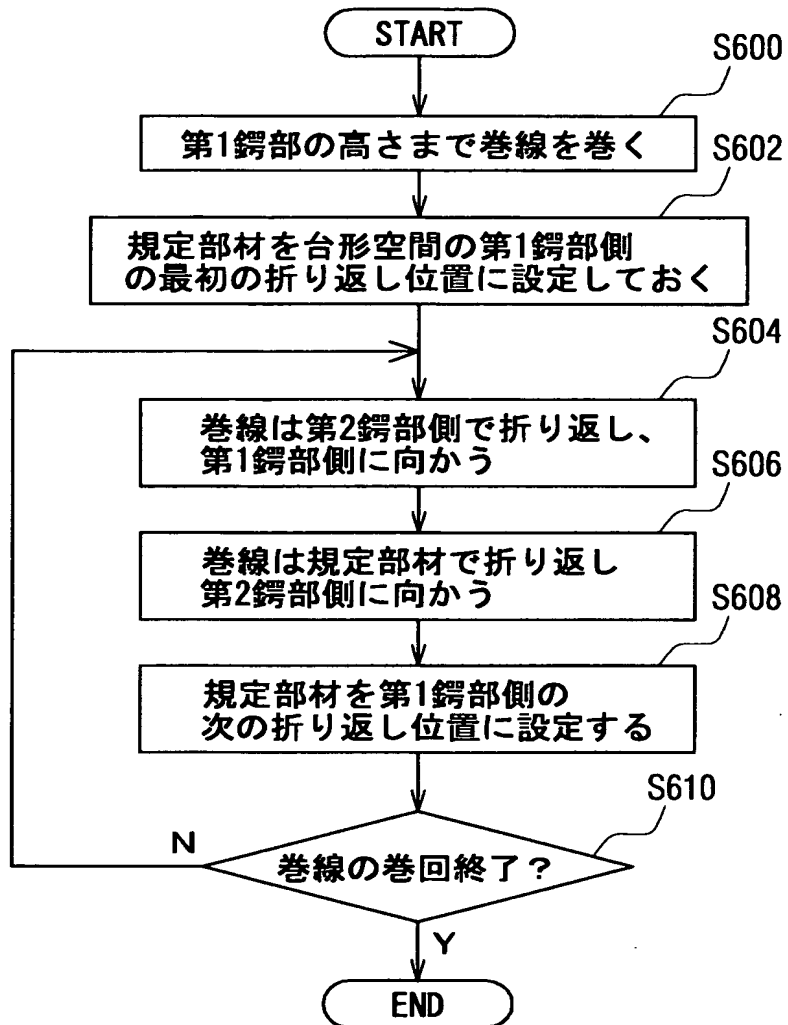 START
S600
第1鍔部の高さまで巻線を巻く
S602
規定部材を台形空間の第1鍔部側
の最初の折り返し位置に設定しておく
S604
巻線は第2鍔部側で折り返し、
第1鍔部側に向かう
S606
巻線は規定部材で折り返し
第2鍔部側に向かう
S608
規定部材を第1鍔部側の
次の折り返し位置に設定する
S610
N
巻線の巻回終了?
Y
END